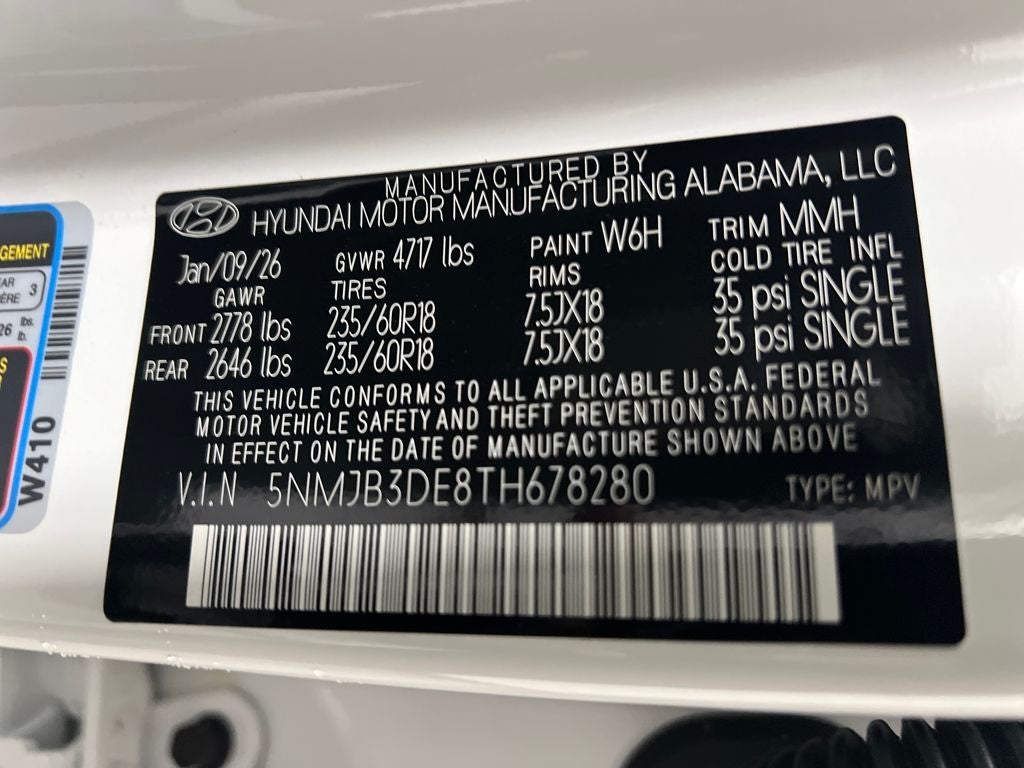 MANUFACTURED BY
HYUNDAI MOTOR MANUFACTURING ALABAMA, LLC
Jan/09/26 GVWR 4717 lbs PAINT W6H TRIM MMH
GAWR TIRES RIMS COLD TIRE INFL
FRONT 2778 lbs 235/60R18 7.5JX18 35 psi SINGLE
REAR 2646 lbs 235/60R18 7.5JX18 35 psi SINGLE
THIS VEHICLE CONFORMS TO ALL APPLICABLE U.S.A. FEDERAL
MOTOR VEHICLE SAFETY AND THEFT PREVENTION STANDARDS
IN EFFECT ON THE DATE OF MANUFACTURE SHOWN ABOVE
V.I.N 5NMJB3DE8TH678280 TYPE: MPV
3
lbs.
W410